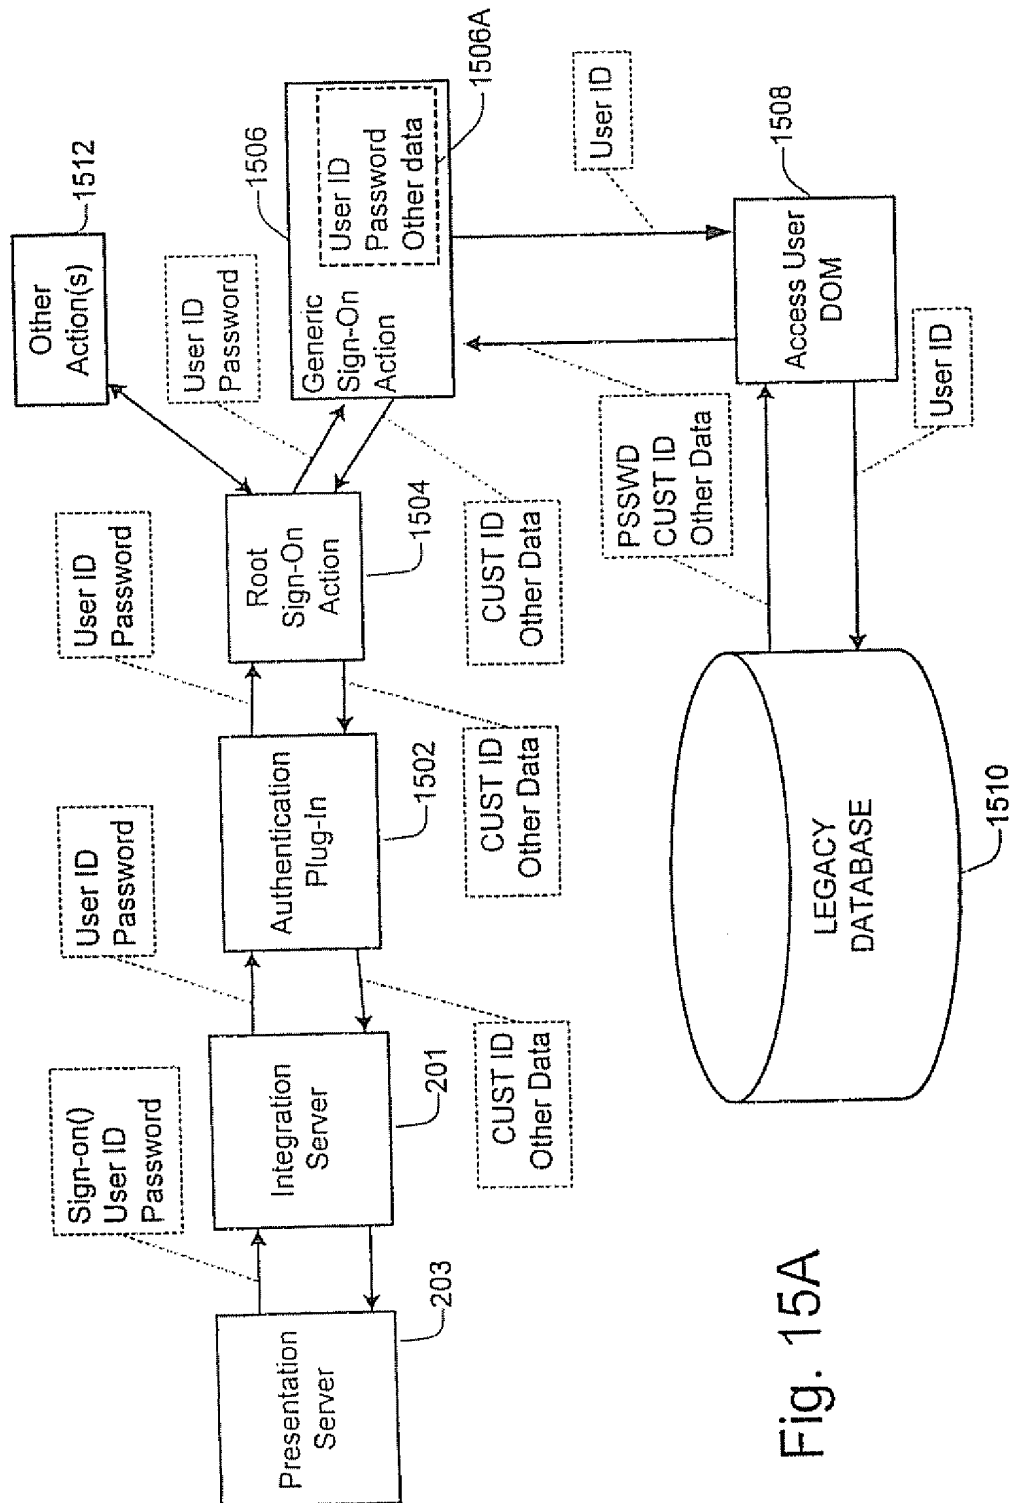 Presentation
Server
203
Sign-on()
User ID
Password
Integration
Server
201
User ID
Password
CUST ID
Other Data
Authentication
Plug-In
1502
User ID
Password
CUST ID
Other Data
Root
Sign-On
Action
1504
CUST ID
Other Data
Other
Action(s)
1512
User ID
Password
Generic
Sign-On
Action
1506
User ID
Password
Other data
1506A
User ID
PSSWD
CUST ID
Other Data
Access User
DOM
1508
User ID
LEGACY
DATABASE
1510
Fig. 15A